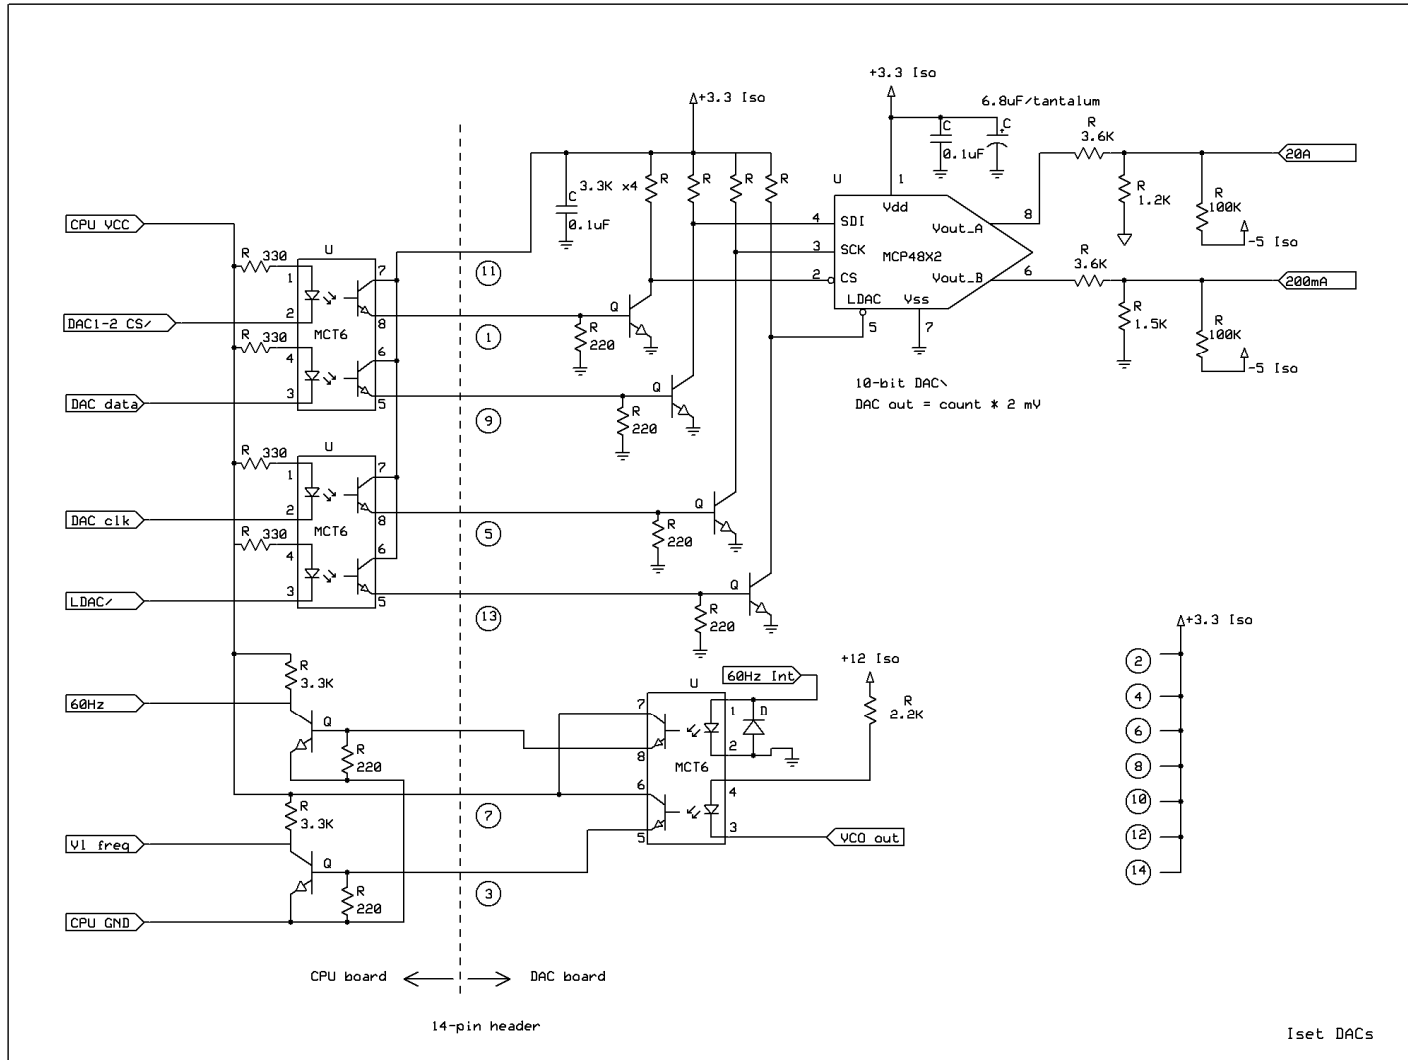 +3.3 Iso
6.8uF/tantalum
C
0.1uF
C
+3.3 Iso
R
3.6K
20A
R
1.2K
R
100K
-5 Iso
3.3K x4
R
R
R
R
C
0.1uF
U
1
Vdd
4
SDI
3
SCK
2
CS
MCP48X2
Vout_A
8
Vout_B
6
LDAC
Vss
5
7
R
3.6K
200mA
R
1.5K
R
100K
-5 Iso
10-bit DAC\
DAC out = count * 2 mV
CPU VCC
R 330
U
1
7
2
8
MCT6
DAC1-2 CS/
R 330
4
6
3
5
DAC data
11
1
Q
R
220
9
Q
R
220
R 330
U
1
7
2
8
MCT6
DAC clk
R 330
4
6
3
5
LDAC/
5
Q
R
220
13
Q
R
220
R
3.3K
60Hz
Q
R
220
R
3.3K
VI freq
Q
R
220
CPU GND
60Hz Int
+12 Iso
R
2.2K
U
7
1
D
8
2
MCT6
6
4
5
3
VCO out
7
3
+3.3 Iso
2
4
6
8
10
12
14
CPU board
DAC board
14-pin header
Iset DACs